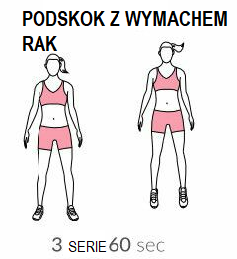 PODSKOK Z WYMACHEM
RAK
3 SERIE 60 sec